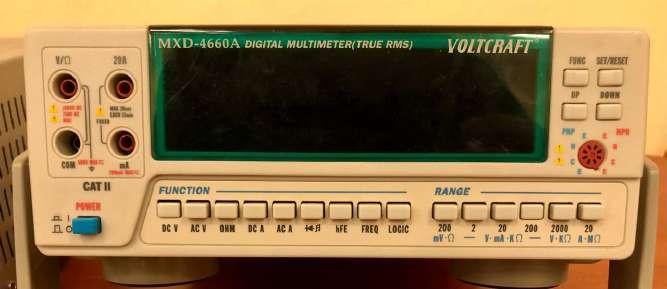 MXD-4660A DIGITAL MULTIMETER(TRUE RMS) VOLTCRAFT
V/Ω 20A
FUNC SET/RESET
UP DOWN
FUSED
COM mA
PNP NPN
E E
B B
C C
E E
CAT II
POWER
I
O
FUNCTION RANGE
DC V AC V OHM DC A AC A hFE FREQ LOGIC
200 2 20 200 2000 20
mV·Ω V·mA·KΩ V·KΩ A·MΩ